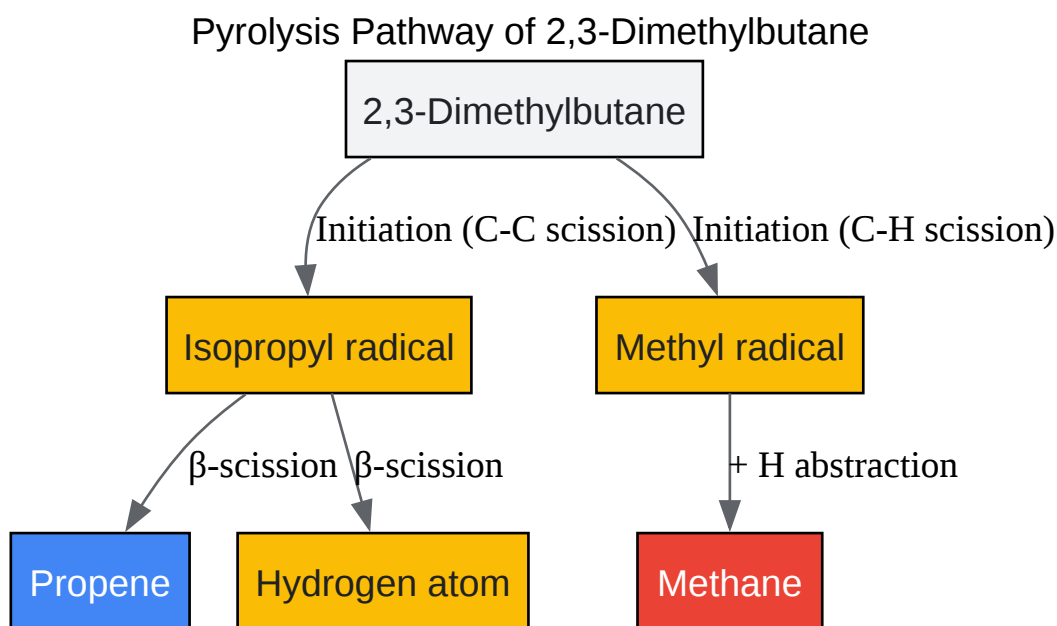 Pyrolysis Pathway of 2,3-Dimethylbutane
2,3-Dimethylbutane
Initiation (C-C scission)
Initiation (C-H scission)
Isopropyl radical
Methyl radical
β-scission
β-scission
+ H abstraction
Propene
Hydrogen atom
Methane